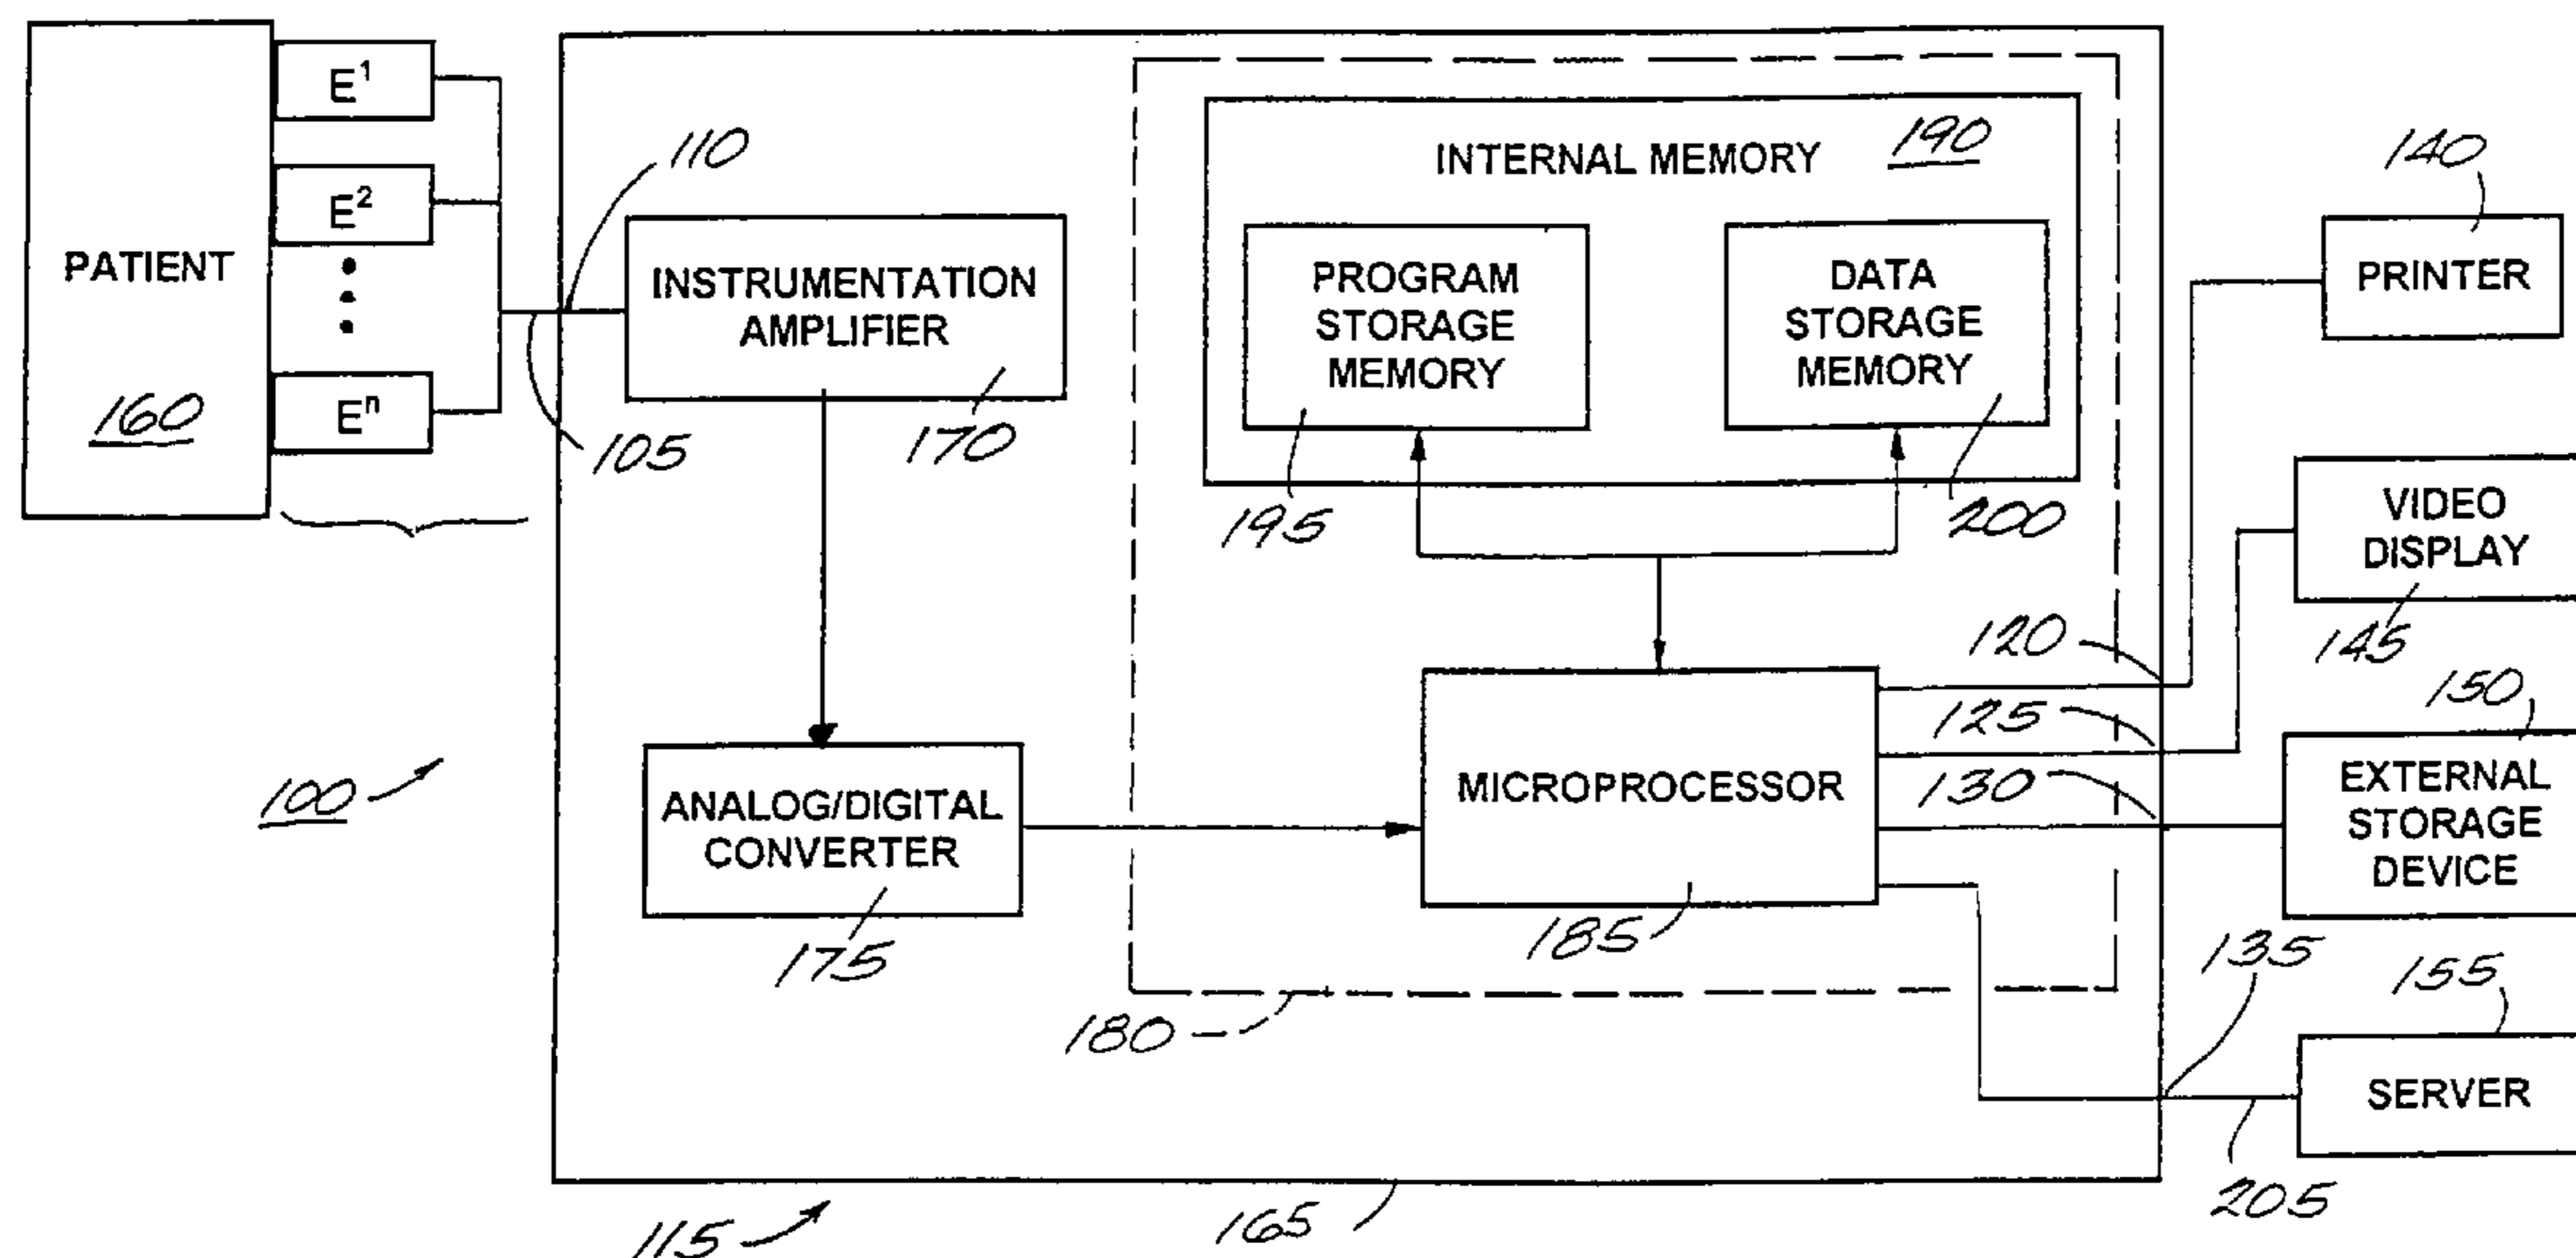 PATIENT
160
E¹
E²
Eⁿ
105
110
INSTRUMENTATION
AMPLIFIER
170
ANALOG/DIGITAL
CONVERTER
175
INTERNAL MEMORY
190
PROGRAM
STORAGE
MEMORY
195
DATA
STORAGE
MEMORY
200
MICROPROCESSOR
185
180
120
125
130
135
140
PRINTER
VIDEO
DISPLAY
145
150
EXTERNAL
STORAGE
DEVICE
155
SERVER
205
100
115
165